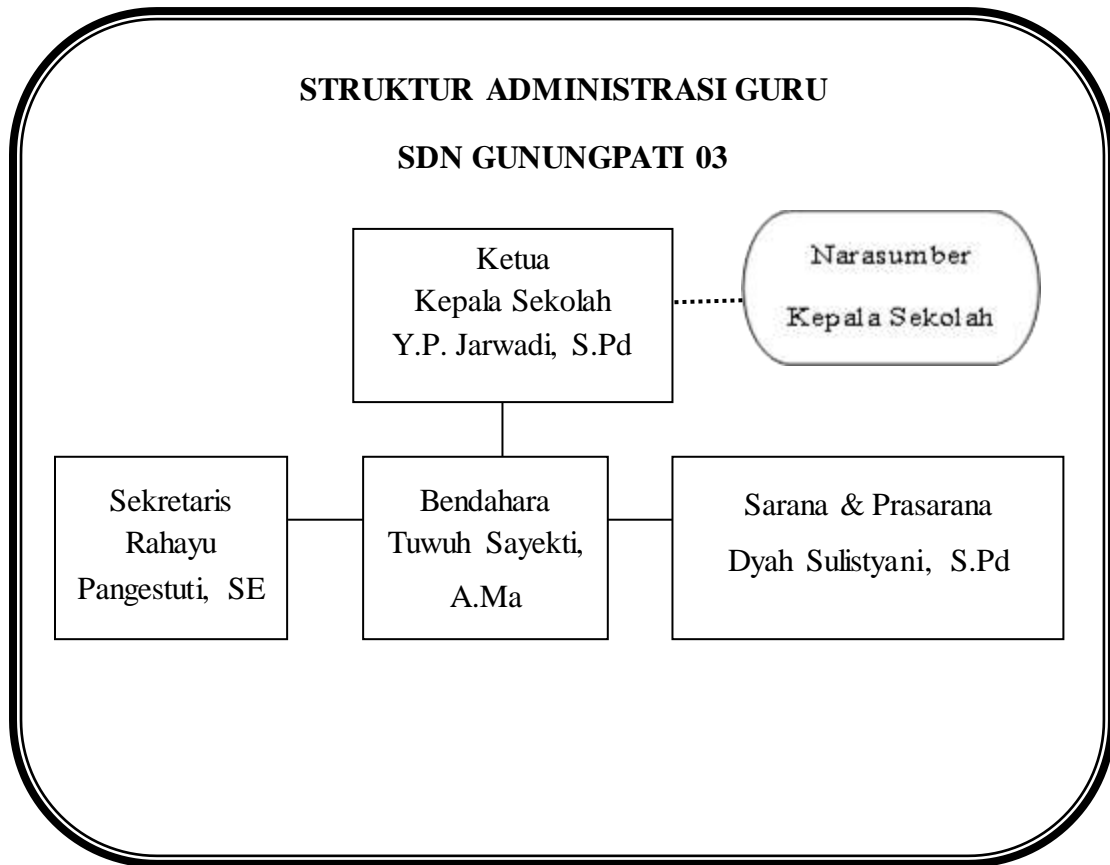 STRUKTUR ADMINISTRASI GURU
SDN GUNUNGPATI 03
Ketua
Kepala Sekolah
Y.P. Jarwadi, S.Pd
Narasumber
Kepala Sekolah
Sekretaris
Rahayu
Pangestuti, SE
Bendahara
Tuwuh Sayekti,
A.Ma
Sarana & Prasarana
Dyah Sulistyani, S.Pd